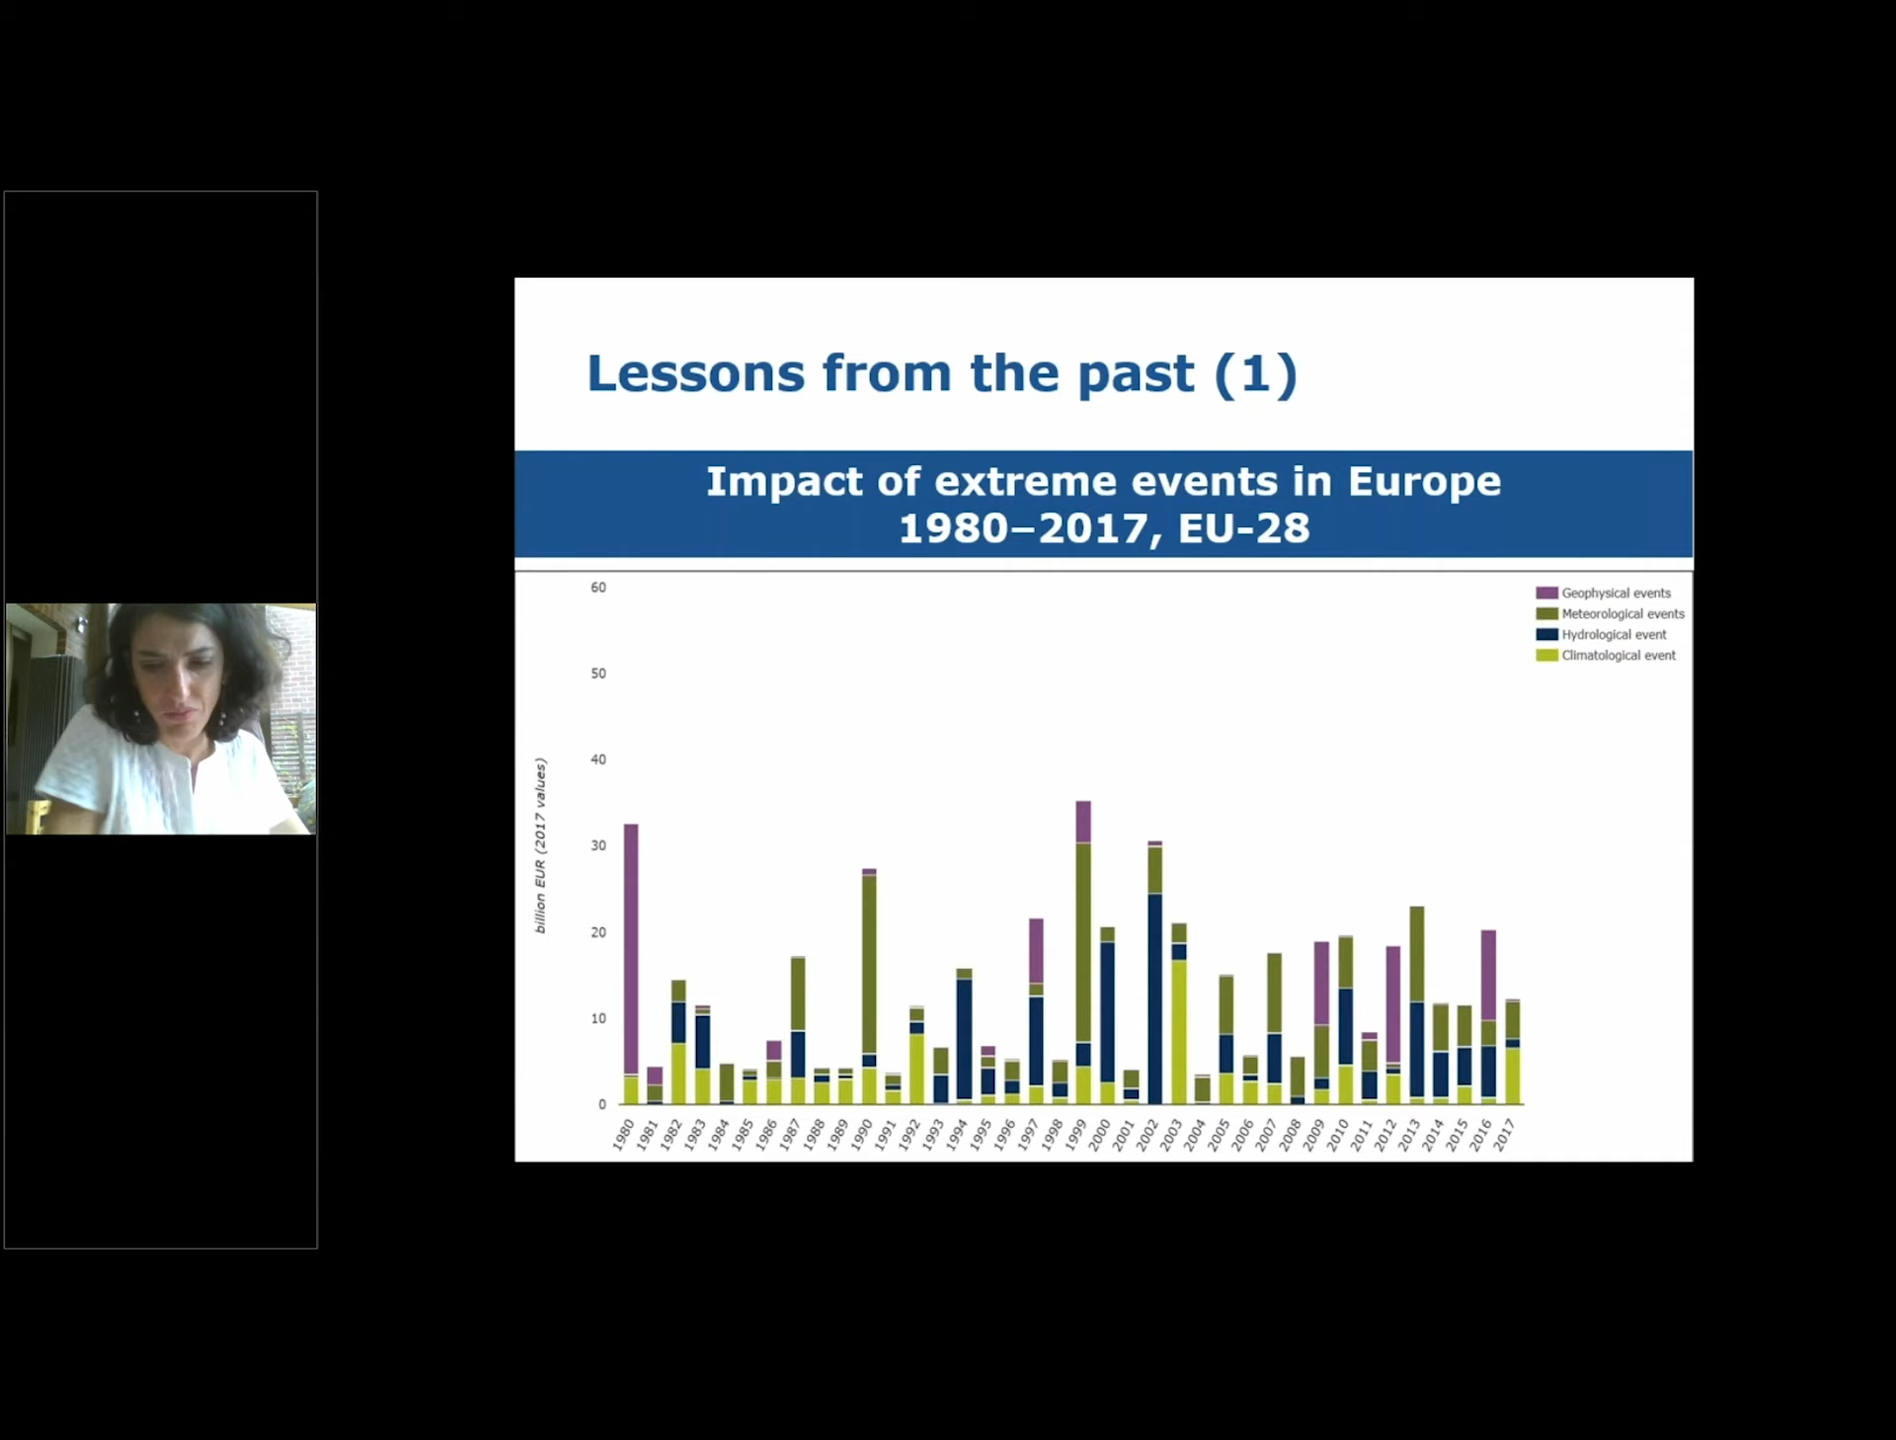 Lessons from the past (1)
Impact of extreme events in Europe
1980–2017, EU-28
60
50
40
30
20
10
0
billion EUR (2017 values)
Geophysical events
Meteorological events
Hydrological event
Climatological event
1980 1981 1982 1983 1984 1985 1986 1987 1988 1989 1990 1991 1992 1993 1994 1995 1996 1997 1998 1999 2000 2001 2002 2003 2004 2005 2006 2007 2008 2009 2010 2011 2012 2013 2014 2015 2016 2017